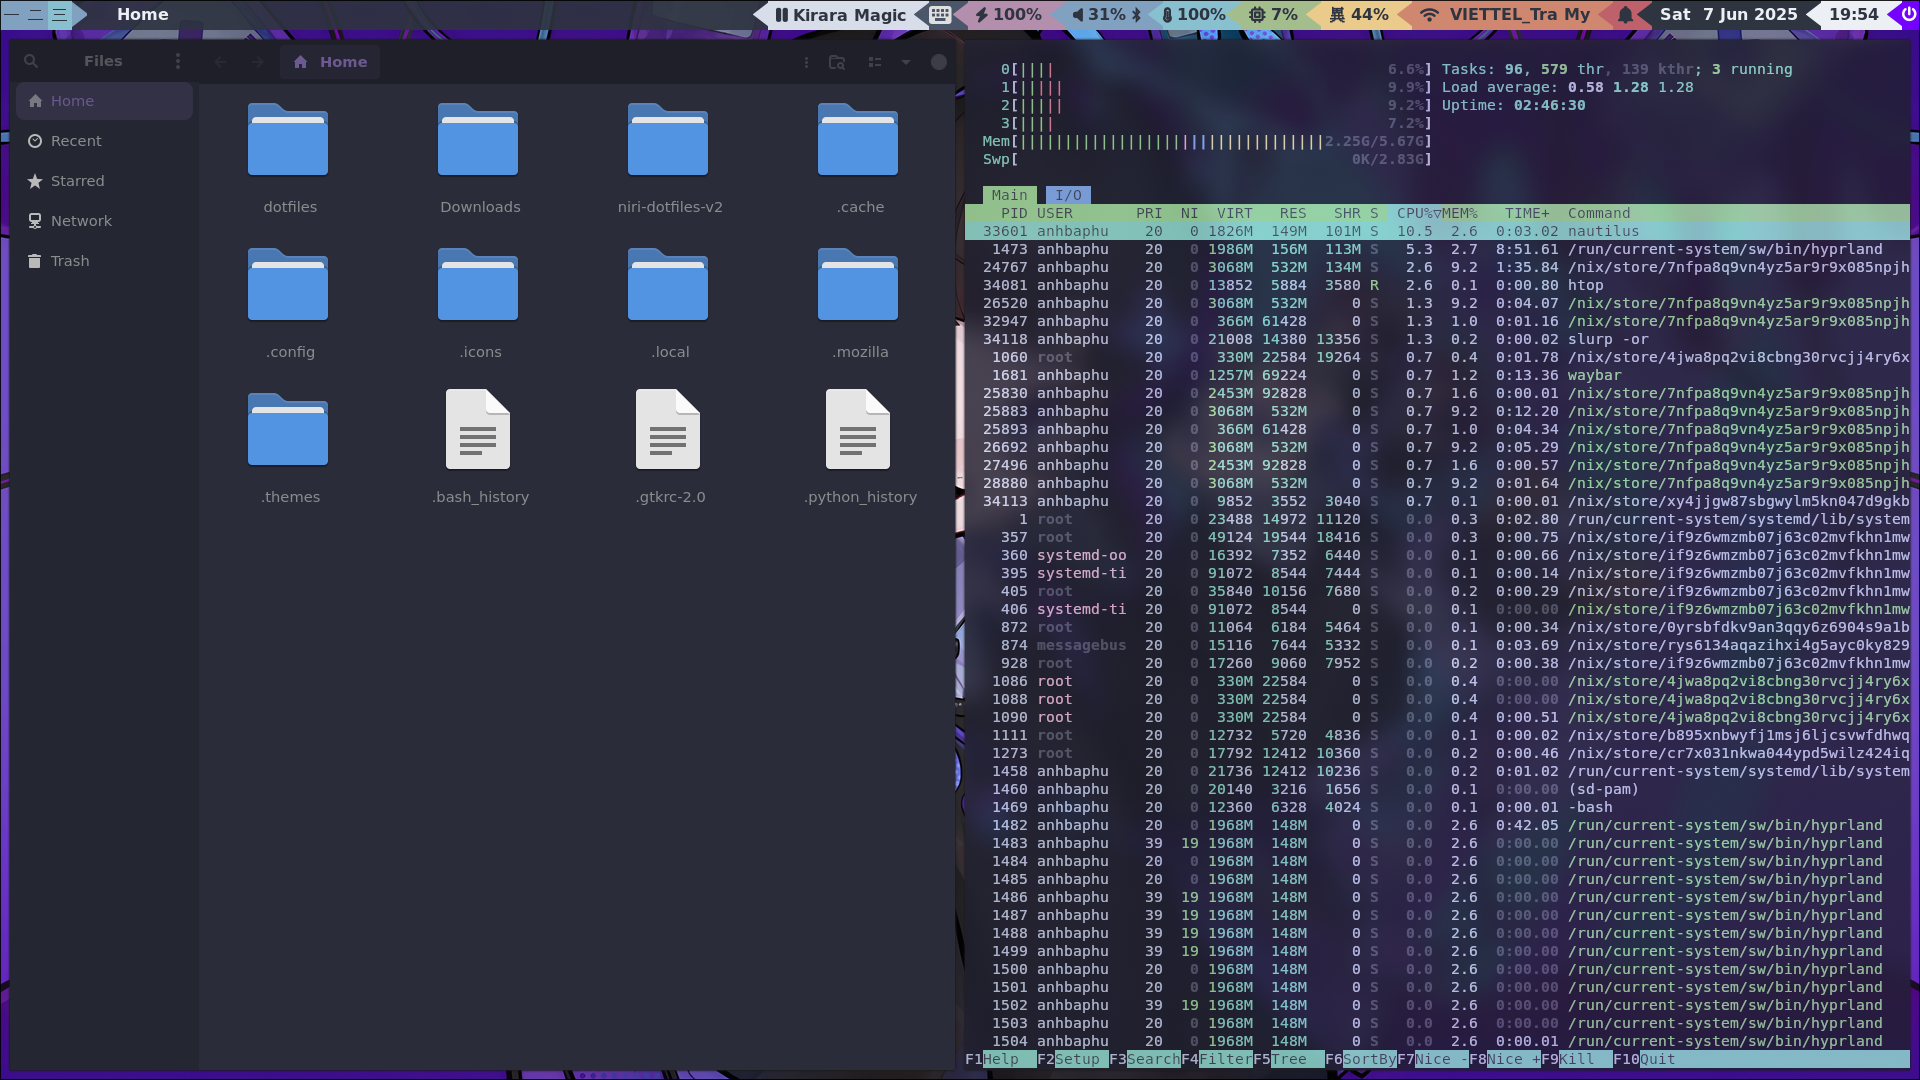 Home
Kirara Magic
100%
31%
100%
7%
44%
VIETTEL_Tra My
Sat 7 Jun 2025
19:54
Files
Home
Home
Recent
Starred
Network
Trash
dotfiles Downloads niri-dotfiles-v2 .cache
.config .icons .local .mozilla
.themes .bash_history .gtkrc-2.0 .python_history
0[|||| 6.6%] Tasks: 96, 579 thr, 139 kthr; 3 running
1[||||| 9.9%] Load average: 0.58 1.28 1.28
2[||||| 9.2%] Uptime: 02:46:30
3[|||| 7.2%]
Mem[||||||||||||||||||||||||||||||||||2.25G/5.67G]
Swp[ 0K/2.83G]
Main I/O
PID USER PRI NI VIRT RES SHR S CPU%▽MEM% TIME+ Command
33601 anhbaphu 20 0 1826M 149M 101M S 10.5 2.6 0:03.02 nautilus
1473 anhbaphu 20 0 1986M 156M 113M S 5.3 2.7 8:51.61 /run/current-system/sw/bin/hyprland
24767 anhbaphu 20 0 3068M 532M 134M S 2.6 9.2 1:35.84 /nix/store/7nfpa8q9vn4yz5ar9r9x085npjh
34081 anhbaphu 20 0 13852 5884 3580 R 2.6 0.1 0:00.80 htop
26520 anhbaphu 20 0 3068M 532M 0 S 1.3 9.2 0:04.07 /nix/store/7nfpa8q9vn4yz5ar9r9x085npjh
32947 anhbaphu 20 0 366M 61428 0 S 1.3 1.0 0:01.16 /nix/store/7nfpa8q9vn4yz5ar9r9x085npjh
34118 anhbaphu 20 0 21008 14380 13356 S 1.3 0.2 0:00.02 slurp -or
1060 root 20 0 330M 22584 19264 S 0.7 0.4 0:01.78 /nix/store/4jwa8pq2vi8cbng30rvcjj4ry6x
1681 anhbaphu 20 0 1257M 69224 0 S 0.7 1.2 0:13.36 waybar
25830 anhbaphu 20 0 2453M 92828 0 S 0.7 1.6 0:00.01 /nix/store/7nfpa8q9vn4yz5ar9r9x085npjh
25883 anhbaphu 20 0 3068M 532M 0 S 0.7 9.2 0:12.20 /nix/store/7nfpa8q9vn4yz5ar9r9x085npjh
25893 anhbaphu 20 0 366M 61428 0 S 0.7 1.0 0:04.34 /nix/store/7nfpa8q9vn4yz5ar9r9x085npjh
26692 anhbaphu 20 0 3068M 532M 0 S 0.7 9.2 0:05.29 /nix/store/7nfpa8q9vn4yz5ar9r9x085npjh
27496 anhbaphu 20 0 2453M 92828 0 S 0.7 1.6 0:00.57 /nix/store/7nfpa8q9vn4yz5ar9r9x085npjh
28880 anhbaphu 20 0 3068M 532M 0 S 0.7 9.2 0:01.64 /nix/store/7nfpa8q9vn4yz5ar9r9x085npjh
34113 anhbaphu 20 0 9852 3552 3040 S 0.7 0.1 0:00.01 /nix/store/xy4jjgw87sbgwylm5kn047d9gkb
1 root 20 0 23488 14972 11120 S 0.0 0.3 0:02.80 /run/current-system/systemd/lib/system
357 root 20 0 49124 19544 18416 S 0.0 0.3 0:00.75 /nix/store/if9z6wmzmb07j63c02mvfkhn1mw
360 systemd-oo 20 0 16392 7352 6440 S 0.0 0.1 0:00.66 /nix/store/if9z6wmzmb07j63c02mvfkhn1mw
395 systemd-ti 20 0 91072 8544 7444 S 0.0 0.1 0:00.14 /nix/store/if9z6wmzmb07j63c02mvfkhn1mw
405 root 20 0 35840 10156 7680 S 0.0 0.2 0:00.29 /nix/store/if9z6wmzmb07j63c02mvfkhn1mw
406 systemd-ti 20 0 91072 8544 0 S 0.0 0.1 0:00.00 /nix/store/if9z6wmzmb07j63c02mvfkhn1mw
872 root 20 0 11064 6184 5464 S 0.0 0.1 0:00.34 /nix/store/0yrsbfdkv9an3qqy6z6904s9a1b
874 messagebus 20 0 15116 7644 5332 S 0.0 0.1 0:03.69 /nix/store/rys6134aqazihxi4g5ayc0ky829
928 root 20 0 17260 9060 7952 S 0.0 0.2 0:00.38 /nix/store/if9z6wmzmb07j63c02mvfkhn1mw
1086 root 20 0 330M 22584 0 S 0.0 0.4 0:00.00 /nix/store/4jwa8pq2vi8cbng30rvcjj4ry6x
1088 root 20 0 330M 22584 0 S 0.0 0.4 0:00.00 /nix/store/4jwa8pq2vi8cbng30rvcjj4ry6x
1090 root 20 0 330M 22584 0 S 0.0 0.4 0:00.51 /nix/store/4jwa8pq2vi8cbng30rvcjj4ry6x
1111 root 20 0 12732 5720 4836 S 0.0 0.1 0:00.02 /nix/store/b895xnbwyfj1msj6ljcsvwfdhwq
1273 root 20 0 17792 12412 10360 S 0.0 0.2 0:00.46 /nix/store/cr7x031nkwa044ypd5wilz424iq
1458 anhbaphu 20 0 21736 12412 10236 S 0.0 0.2 0:01.02 /run/current-system/systemd/lib/system
1460 anhbaphu 20 0 20140 3216 1656 S 0.0 0.1 0:00.00 (sd-pam)
1469 anhbaphu 20 0 12360 6328 4024 S 0.0 0.1 0:00.01 -bash
1482 anhbaphu 20 0 1968M 148M 0 S 0.0 2.6 0:42.05 /run/current-system/sw/bin/hyprland
1483 anhbaphu 39 19 1968M 148M 0 S 0.0 2.6 0:00.00 /run/current-system/sw/bin/hyprland
1484 anhbaphu 20 0 1968M 148M 0 S 0.0 2.6 0:00.00 /run/current-system/sw/bin/hyprland
1485 anhbaphu 20 0 1968M 148M 0 S 0.0 2.6 0:00.00 /run/current-system/sw/bin/hyprland
1486 anhbaphu 39 19 1968M 148M 0 S 0.0 2.6 0:00.00 /run/current-system/sw/bin/hyprland
1487 anhbaphu 39 19 1968M 148M 0 S 0.0 2.6 0:00.00 /run/current-system/sw/bin/hyprland
1488 anhbaphu 39 19 1968M 148M 0 S 0.0 2.6 0:00.00 /run/current-system/sw/bin/hyprland
1499 anhbaphu 39 19 1968M 148M 0 S 0.0 2.6 0:00.00 /run/current-system/sw/bin/hyprland
1500 anhbaphu 20 0 1968M 148M 0 S 0.0 2.6 0:00.00 /run/current-system/sw/bin/hyprland
1501 anhbaphu 20 0 1968M 148M 0 S 0.0 2.6 0:00.00 /run/current-system/sw/bin/hyprland
1502 anhbaphu 39 19 1968M 148M 0 S 0.0 2.6 0:00.00 /run/current-system/sw/bin/hyprland
1503 anhbaphu 20 0 1968M 148M 0 S 0.0 2.6 0:00.00 /run/current-system/sw/bin/hyprland
1504 anhbaphu 20 0 1968M 148M 0 S 0.0 2.6 0:00.01 /run/current-system/sw/bin/hyprland
F1Help F2Setup F3SearchF4FilterF5Tree F6SortByF7Nice -F8Nice +F9Kill F10Quit